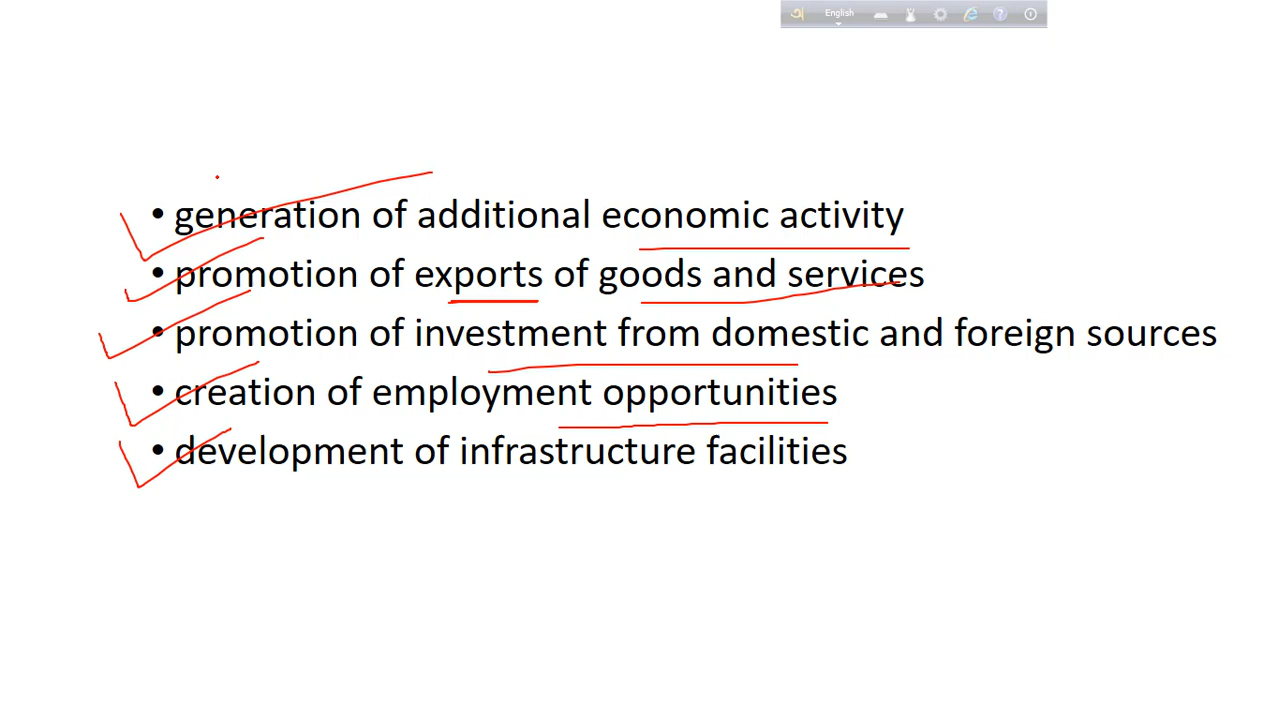 અ English
• generation of additional economic activity
• promotion of exports of goods and services
• promotion of investment from domestic and foreign sources
• creation of employment opportunities
• development of infrastructure facilities